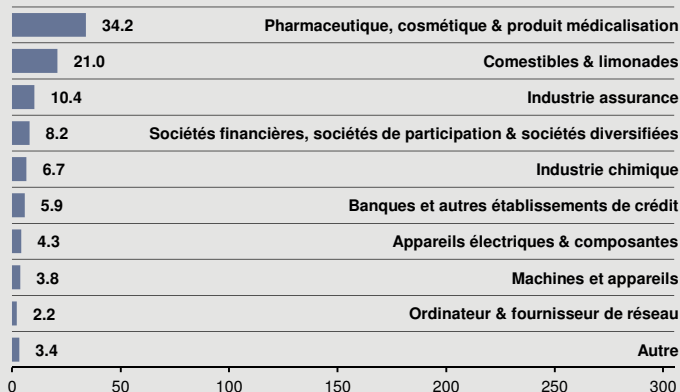 34.2 Pharmaceutique, cosmétique & produit médicalisation
21.0 Comestibles & limonades
10.4 Industrie assurance
8.2 Sociétés financières, sociétés de participation & sociétés diversifiées
6.7 Industrie chimique
5.9 Banques et autres établissements de crédit
4.3 Appareils électriques & composantes
3.8 Machines et appareils
2.2 Ordinateur & fournisseur de réseau
3.4 Autre
0 50 100 150 200 250 300